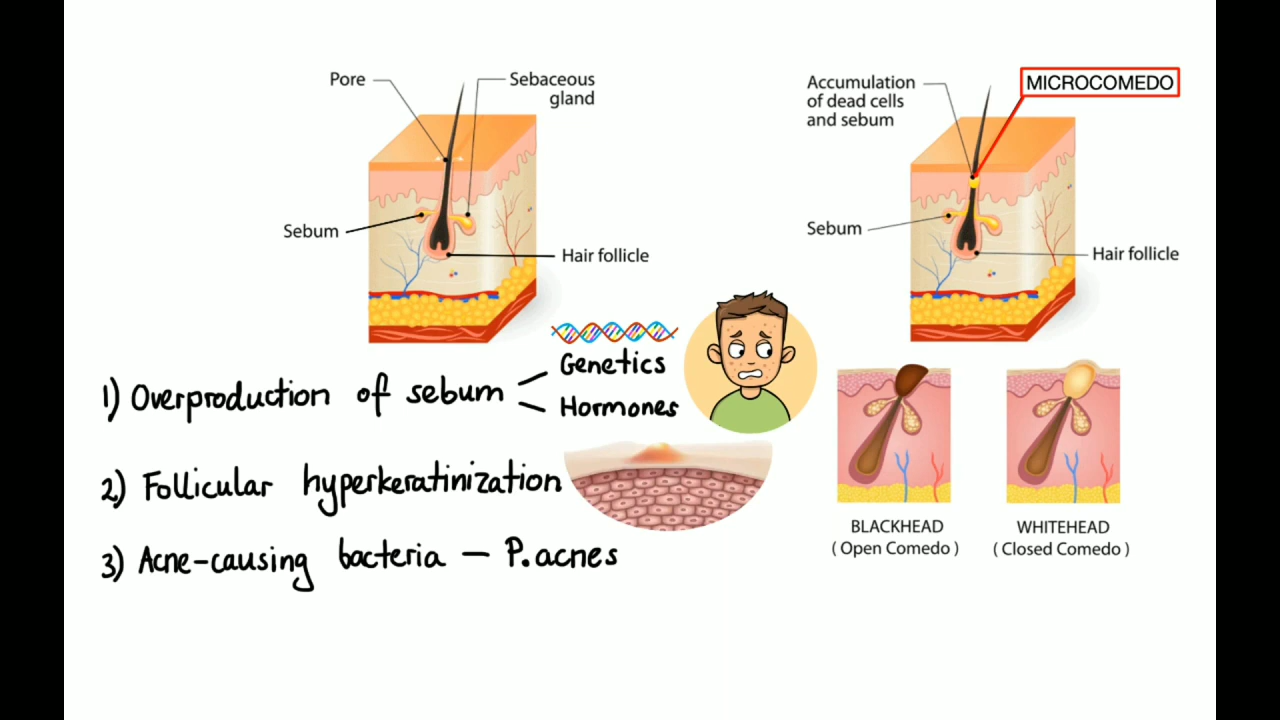 Pore
Sebaceous
gland
Sebum
Hair follicle
Accumulation
of dead cells
and sebum
MICROCOMEDO
Sebum
Hair follicle
1) Overproduction of sebum
Genetics
Hormones
2) Follicular hyperkeratinization
3) Acne-causing bacteria — P.acnes
BLACKHEAD
( Open Comedo )
WHITEHEAD
( Closed Comedo )